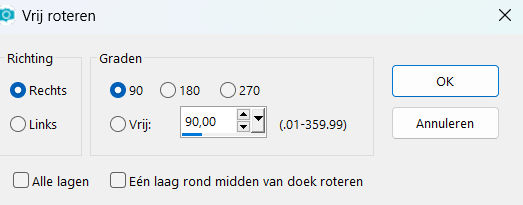 Vrij roteren
Richting
Rechts
Links
Graden
90 180 270
Vrij: 90,00 (.01-359.99)
OK
Annuleren
Alle lagen
Eén laag rond midden van doek roteren